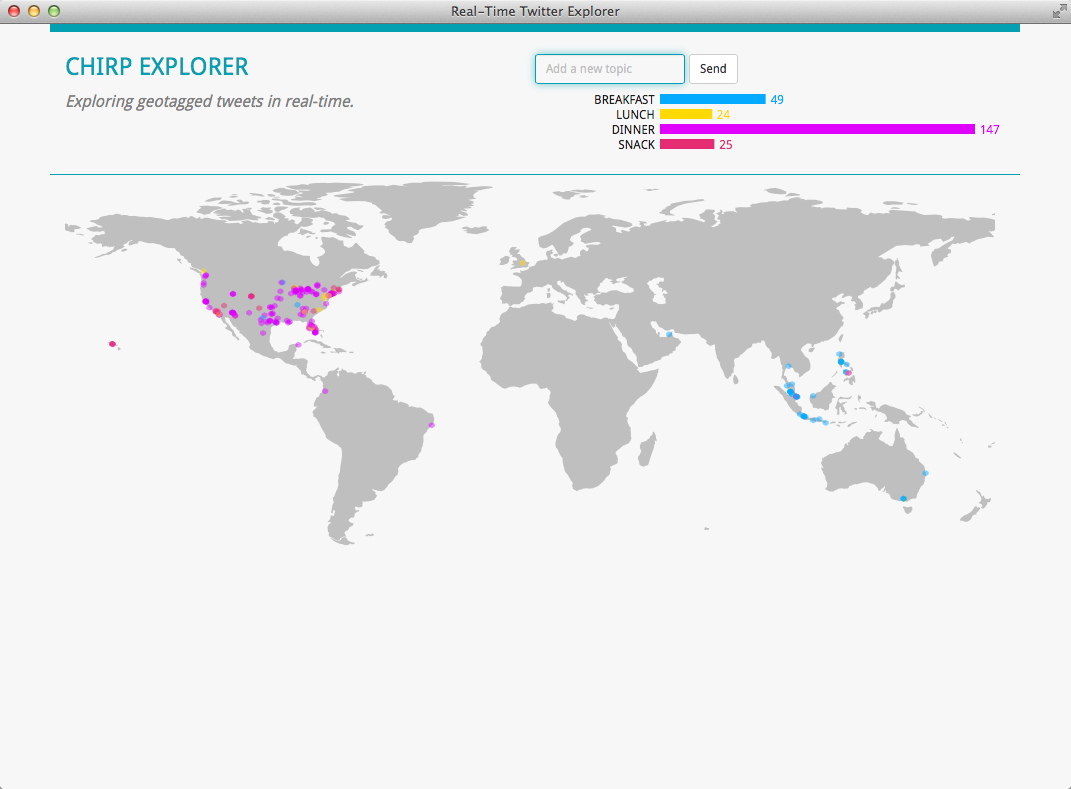 Real-Time Twitter Explorer
CHIRP EXPLORER
Exploring geotagged tweets in real-time.
Add a new topic
Send
BREAKFAST 49
LUNCH 24
DINNER 147
SNACK 25